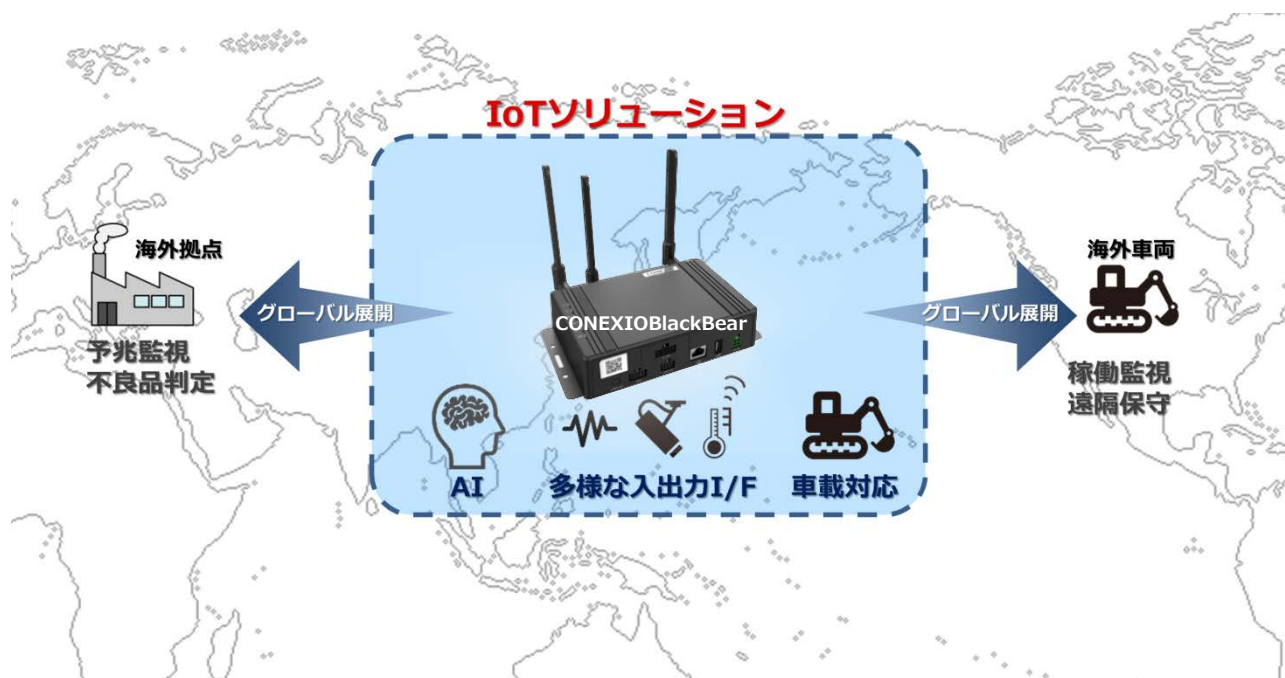 IoTソリューション
海外拠点
グローバル展開
予兆監視
不良品判定
CONEXIOBlackBear
AI
多様な入出力I/F
車載対応
海外車両
グローバル展開
稼働監視
遠隔保守